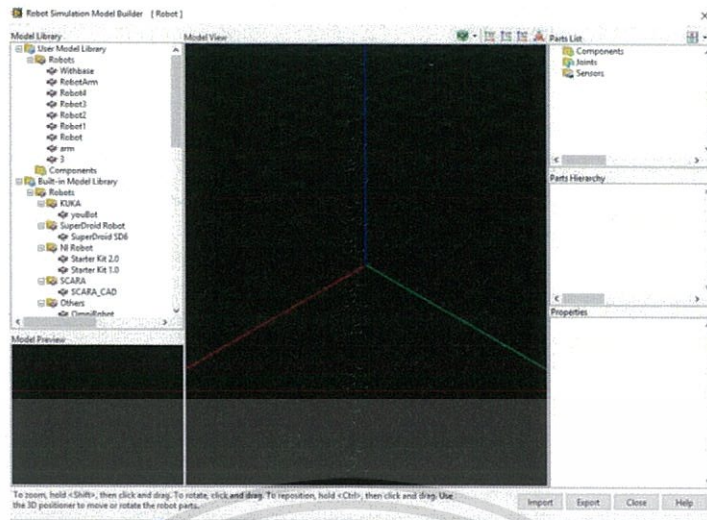 Robot Simulation Model Builder [ Robot ]
Model Library
User Model Library
Robots
Withbase
RobotArm
Robot4
Robot3
Robot2
Robot1
Robot
arm
3
Components
Built-in Model Library
Robots
KUKA
youBot
SuperDroid Robot
SuperDroid SD6
NI Robot
Starter Kit 2.0
Starter Kit 1.0
SCARA
SCARA_CAD
Others
OmniRobot
Model Preview
Model View
Parts List
Components
Joints
Sensors
Parts Hierarchy
Properties
To zoom, hold <Shift>, then click and drag. To rotate, click and drag. To reposition, hold <Ctrl>, then click and drag. Use
the 3D positioner to move or rotate the robot parts.
Import Export Close Help